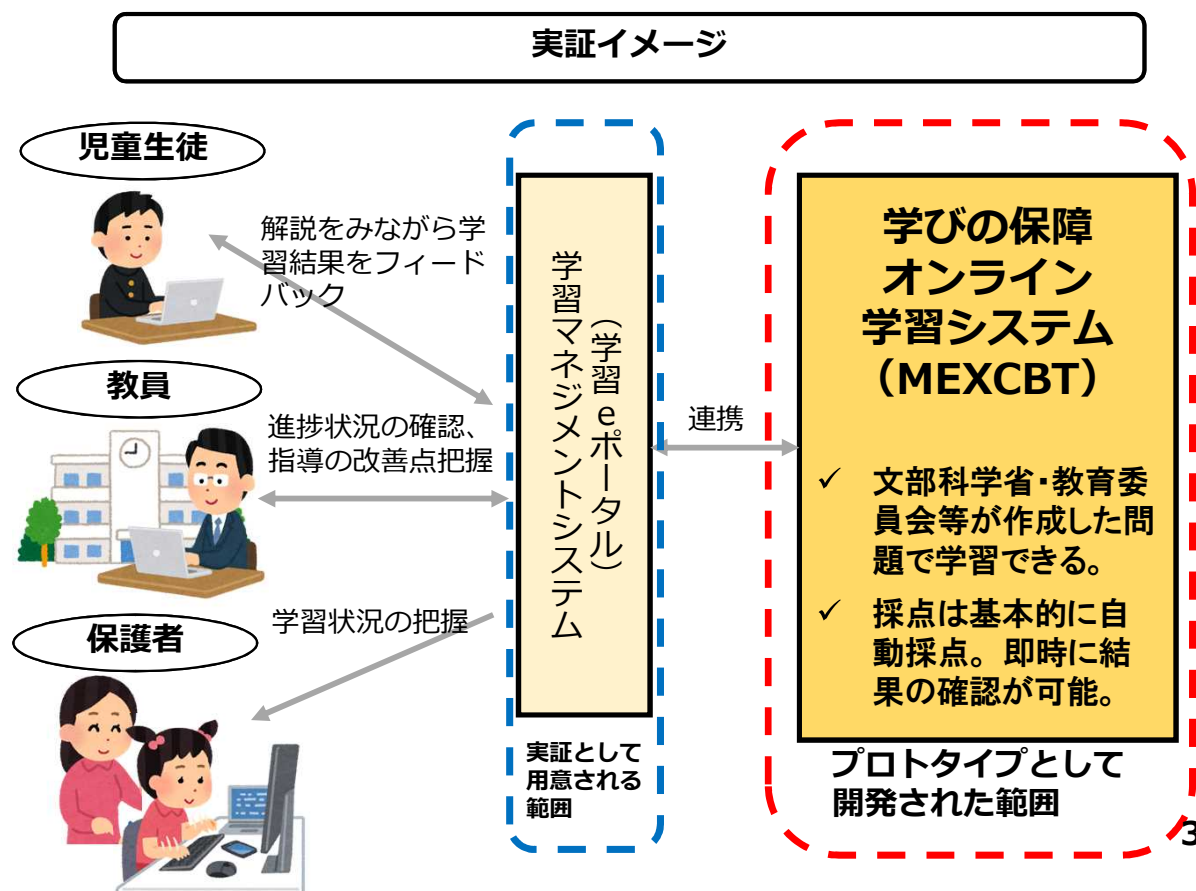 実証イメージ
児童生徒
解説をみながら学
習結果をフィード
バック
教員
進捗状況の確認、
指導の改善点把握
保護者
学習状況の把握
学習マネジメントシステム
（学習ｅポータル）
実証として
用意される
範囲
連携
学びの保障
オンライン
学習システム
（MEXCBT）
✓ 文部科学省・教育委
員会等が作成した問
題で学習できる。
✓ 採点は基本的に自
動採点。即時に結
果の確認が可能。
プロトタイプとして
開発された範囲
3